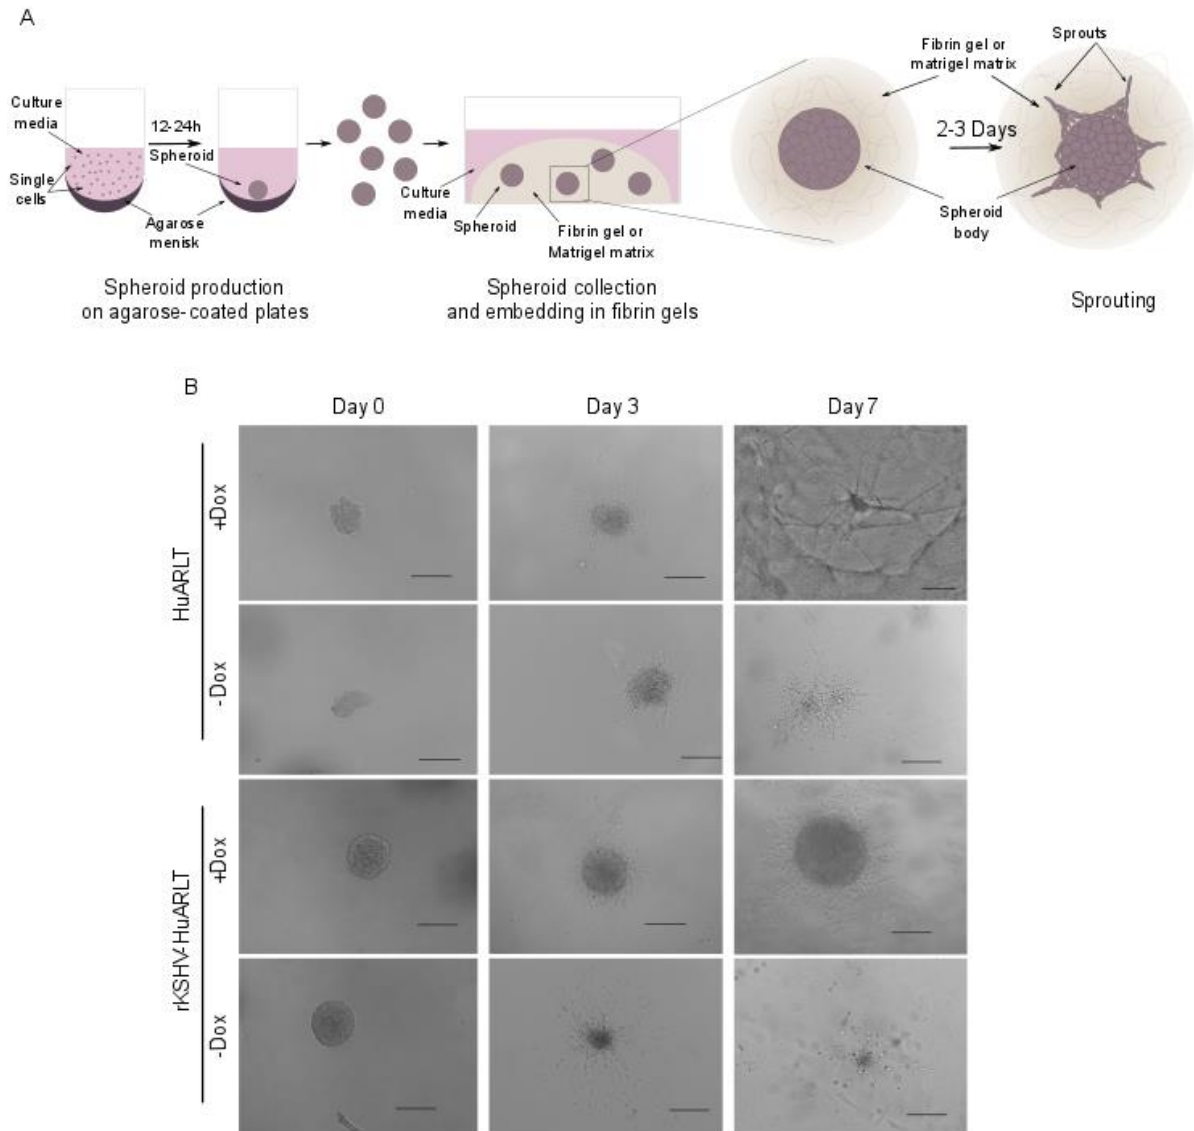 A
Culture
media
Single
cells
12-24h
Spheroid
Agarose
menisk
Spheroid production
on agarose-coated plates
Culture
media
Spheroid
Fibrin gel or
Matrigel matrix
Spheroid collection
and embedding in fibrin gels
Fibrin gel or
matrigel matrix
2-3 Days
Spheroid
body
Sprouts
Sprouting
B
Day 0
Day 3
Day 7
HuARLT
+Dox
-Dox
rKSHV-HuARLT
+Dox
-Dox